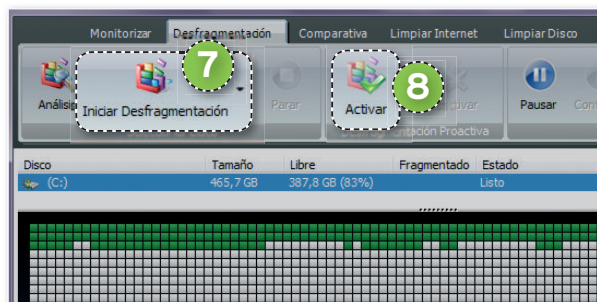 Monitorizar Desfragmentación Comparativa Limpiar Internet Limpiar Disco
7
8
Iniciar Desfragmentación Parar Activar Pausar
Disco Tamaño Libre Fragmentado Estado
(C:) 465,7 GB 387,8 GB (83%) Listo